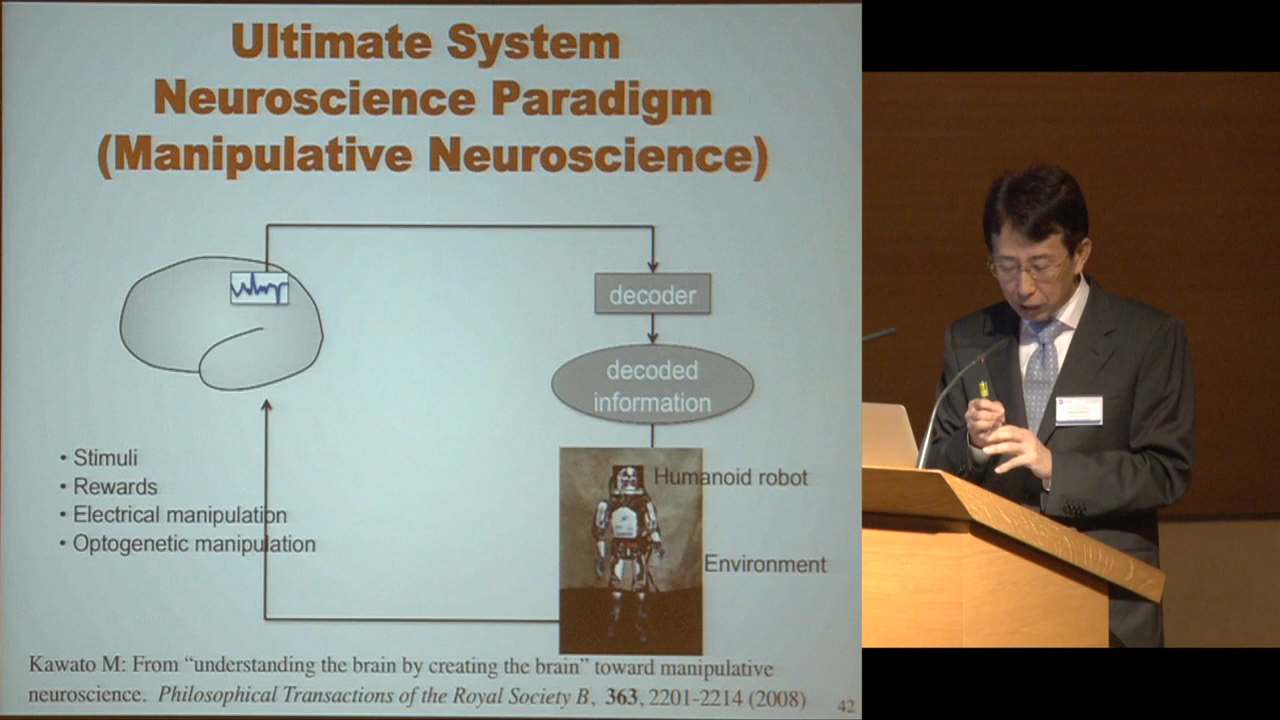 Ultimate System
Neuroscience Paradigm
(Manipulative Neuroscience)
decoder
decoded
information
Humanoid robot
Environment
• Stimuli
• Rewards
• Electrical manipulation
• Optogenetic manipulation
Kawato M: From “understanding the brain by creating the brain” toward manipulative
neuroscience. Philosophical Transactions of the Royal Society B, 363, 2201-2214 (2008)
42